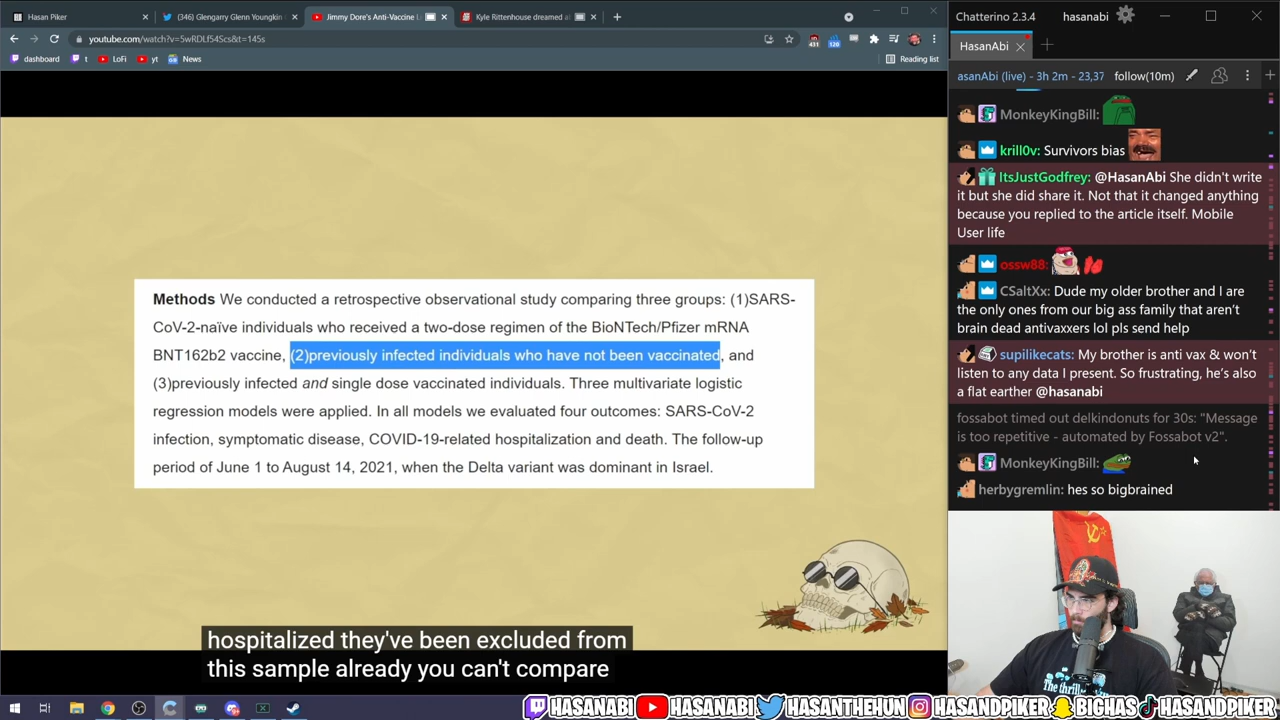 Hasan Piker
(346) Glengarry Glenn Youngkin
Jimmy Dore's Anti-Vaccine
Kyle Rittenhouse dreamed
Chatterino 2.3.4
hasanabi
youtube.com/watch?v=5wRDLf54Scs&t=145s
431
120
HasanAbi
dashboard
t
LoFi
yt
News
Reading list
asanAbi (live) - 3h 2m - 23,37
follow(10m)
MonkeyKingBill:
krill0v: Survivors bias
ItsJustGodfrey: @HasanAbi She didn't write
it but she did share it. Not that it changed anything
because you replied to the article itself. Mobile
User life
ossw88:
CSaltXx: Dude my older brother and I are
the only ones from our big ass family that aren't
brain dead antivaxxers lol pls send help
supilikecats: My brother is anti vax & won't
listen to any data I present. So frustrating, he's also
a flat earther @hasanabi
fossabot timed out delkindonuts for 30s: "Message
is too repetitive - automated by Fossabot v2".
MonkeyKingBill:
herbygremlin: hes so bigbrained
Methods We conducted a retrospective observational study comparing three groups: (1)SARS-
CoV-2-naïve individuals who received a two-dose regimen of the BioNTech/Pfizer mRNA
BNT162b2 vaccine, (2)previously infected individuals who have not been vaccinated, and
(3)previously infected and single dose vaccinated individuals. Three multivariate logistic
regression models were applied. In all models we evaluated four outcomes: SARS-CoV-2
infection, symptomatic disease, COVID-19-related hospitalization and death. The follow-up
period of June 1 to August 14, 2021, when the Delta variant was dominant in Israel.
hospitalized they've been excluded from
this sample already you can't compare
HASANABI HASANABI HASANTHEHUN HASANDPIKER BIGHAS HASANDPIKER